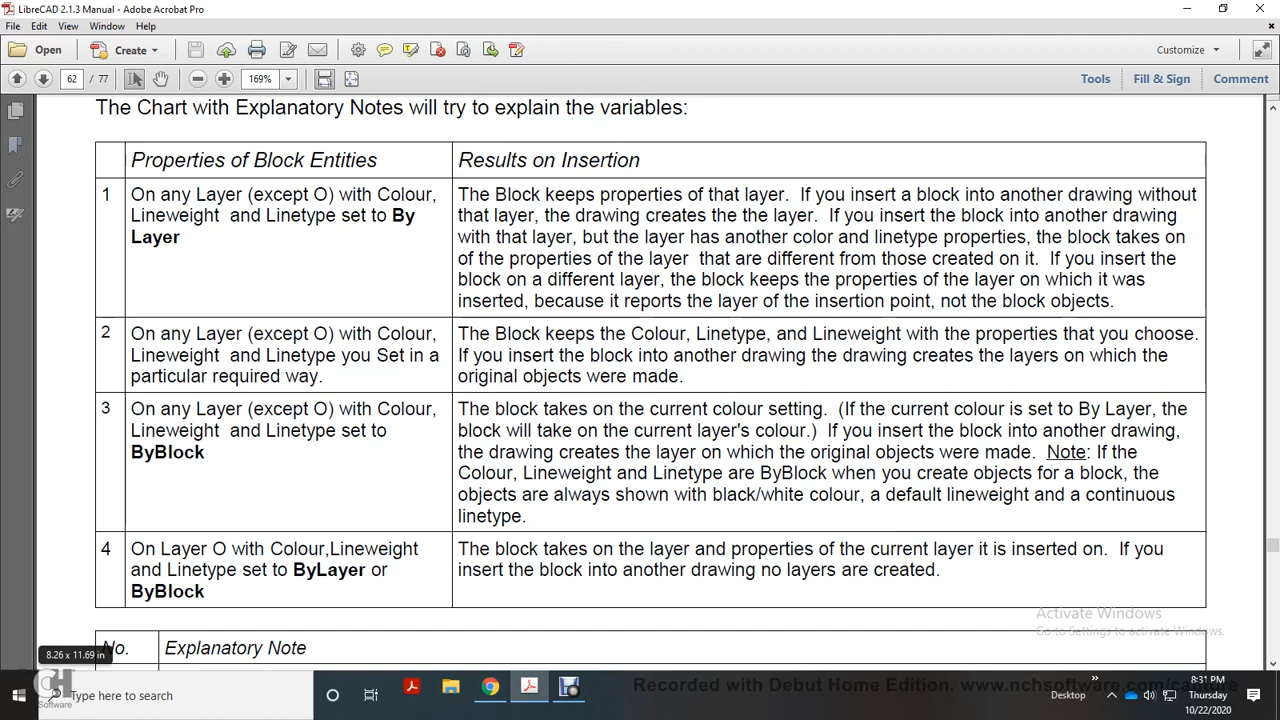 LibreCAD 2.1.3 Manual - Adobe Acrobat Pro
File Edit View Window Help
Open Create Customize
62 / 77 169% Tools Fill & Sign Comment
The Chart with Explanatory Notes will try to explain the variables:
Properties of Block Entities Results on Insertion
1 On any Layer (except O) with Colour, The Block keeps properties of that layer. If you insert a block into another drawing without
Lineweight and Linetype set to By that layer, the drawing creates the the layer. If you insert the block into another drawing
Layer with that layer, but the layer has another color and linetype properties, the block takes on
of the properties of the layer that are different from those created on it. If you insert the
block on a different layer, the block keeps the properties of the layer on which it was
inserted, because it reports the layer of the insertion point, not the block objects.
2 On any Layer (except O) with Colour, The Block keeps the Colour, Linetype, and Lineweight with the properties that you choose.
Lineweight and Linetype you Set in a If you insert the block into another drawing the drawing creates the layers on which the
particular required way. original objects were made.
3 On any Layer (except O) with Colour, The block takes on the current colour setting. (If the current colour is set to By Layer, the
Lineweight and Linetype set to block will take on the current layer's colour.) If you insert the block into another drawing,
ByBlock the drawing creates the layer on which the original objects were made. Note: If the
Colour, Lineweight and Linetype are ByBlock when you create objects for a block, the
objects are always shown with black/white colour, a default lineweight and a continuous
linetype.
4 On Layer O with Colour,Lineweight The block takes on the layer and properties of the current layer it is inserted on. If you
and Linetype set to ByLayer or insert the block into another drawing no layers are created.
ByBlock
Activate Windows
Go to Settings to activate Windows.
No. Explanatory Note
8.26 x 11.69 in
Type here to search
Software
Recorded with Debut Home Edition. www.nchsoftware.com/capture
Desktop
8:31 PM
Thursday
10/22/2020